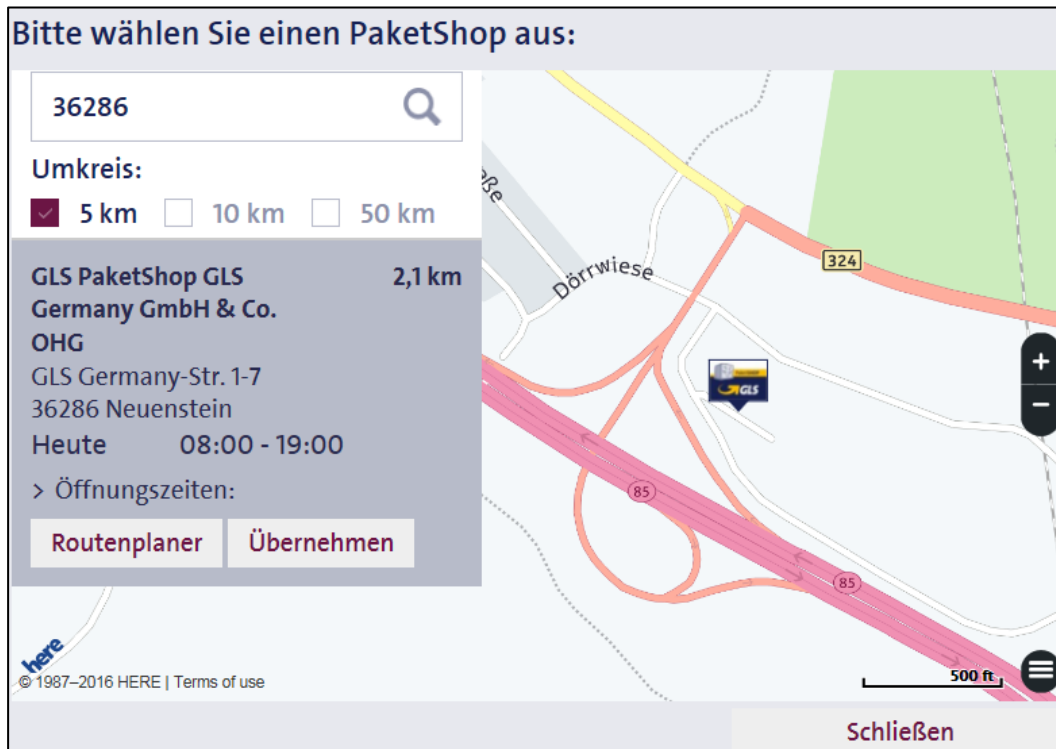 Bitte wählen Sie einen PaketShop aus:
36286
Umkreis:
5 km 10 km 50 km
GLS PaketShop GLS 2,1 km
Germany GmbH & Co.
OHG
GLS Germany-Str. 1-7
36286 Neuenstein
Heute 08:00 - 19:00
> Öffnungszeiten:
Routenplaner Übernehmen
aße
Dörrwiese
324
GLS
85
85
+
−
here
© 1987–2016 HERE | Terms of use
500 ft
Schließen